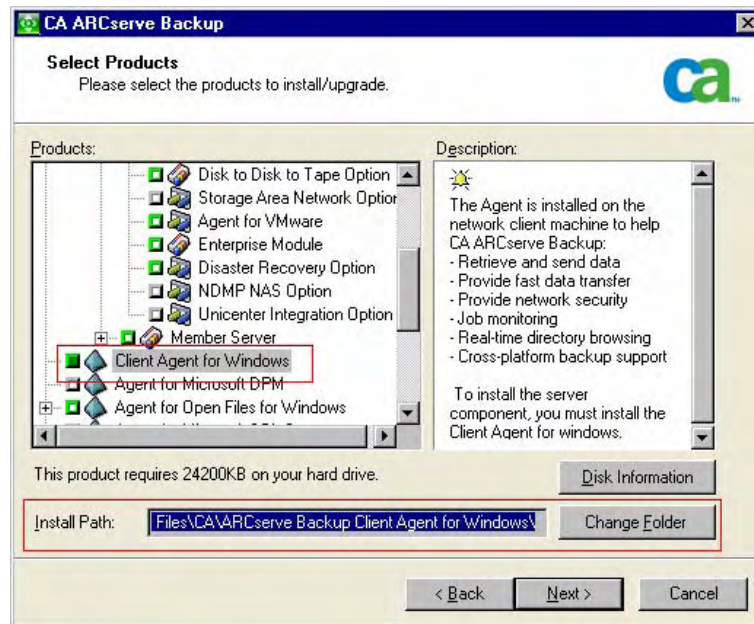 CA ARCserve Backup
Select Products
Please select the products to install/upgrade.
ca
Products:
Disk to Disk to Tape Option
Storage Area Network Option
Agent for VMware
Enterprise Module
Disaster Recovery Option
NDMP NAS Option
Unicenter Integration Option
Member Server
Client Agent for Windows
Agent for Microsoft DPM
Agent for Open Files for Windows
Description:
The Agent is installed on the
network client machine to help
CA ARCserve Backup:
- Retrieve and send data
- Provide fast data transfer
- Provide network security
- Job monitoring
- Real-time directory browsing
- Cross-platform backup support
To install the server
component, you must install the
Client Agent for windows.
This product requires 24200KB on your hard drive.
Disk Information
Install Path:
Files\CA\ARCserve Backup Client Agent for Windows\
Change Folder
< Back
Next >
Cancel